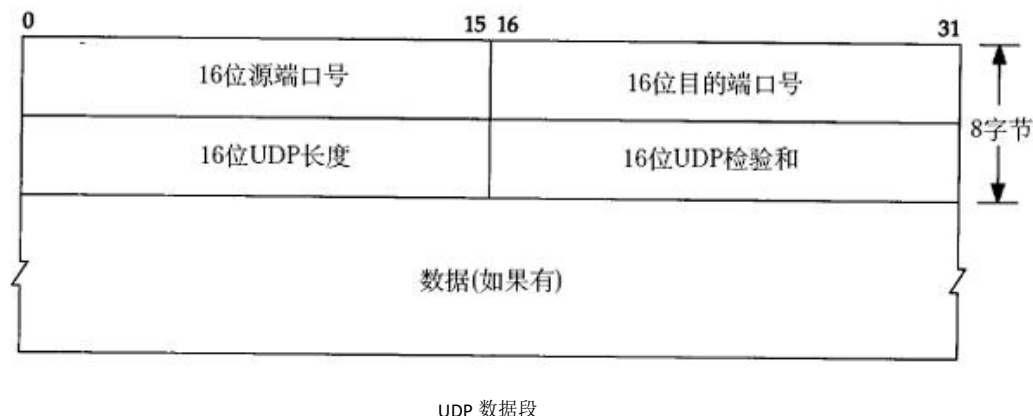 0 15 16 31
16位源端口号 16位目的端口号
8字节
16位UDP长度 16位UDP检验和
数据(如果有)
UDP 数据段